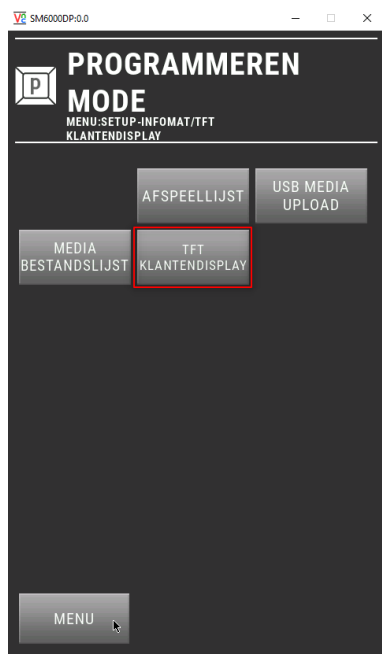 V2 SM6000DP:0.0
P
PROGRAMMEREN
MODE
MENU:SETUP-INFOMAT/TFT
KLANTENDISPLAY
AFSPEELLIJST
USB MEDIA
UPLOAD
MEDIA
BESTANDSLIJST
TFT
KLANTENDISPLAY
MENU